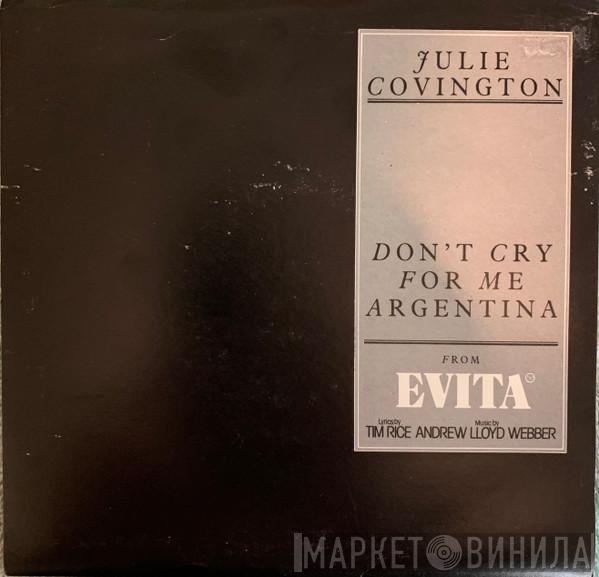 JULIE
COVINGTON
DON'T CRY
FOR ME
ARGENTINA
FROM
EVITA
Lyrics by Music by
TIM RICE ANDREW LLOYD WEBBER
МАРКЕТ ВИНИЛА